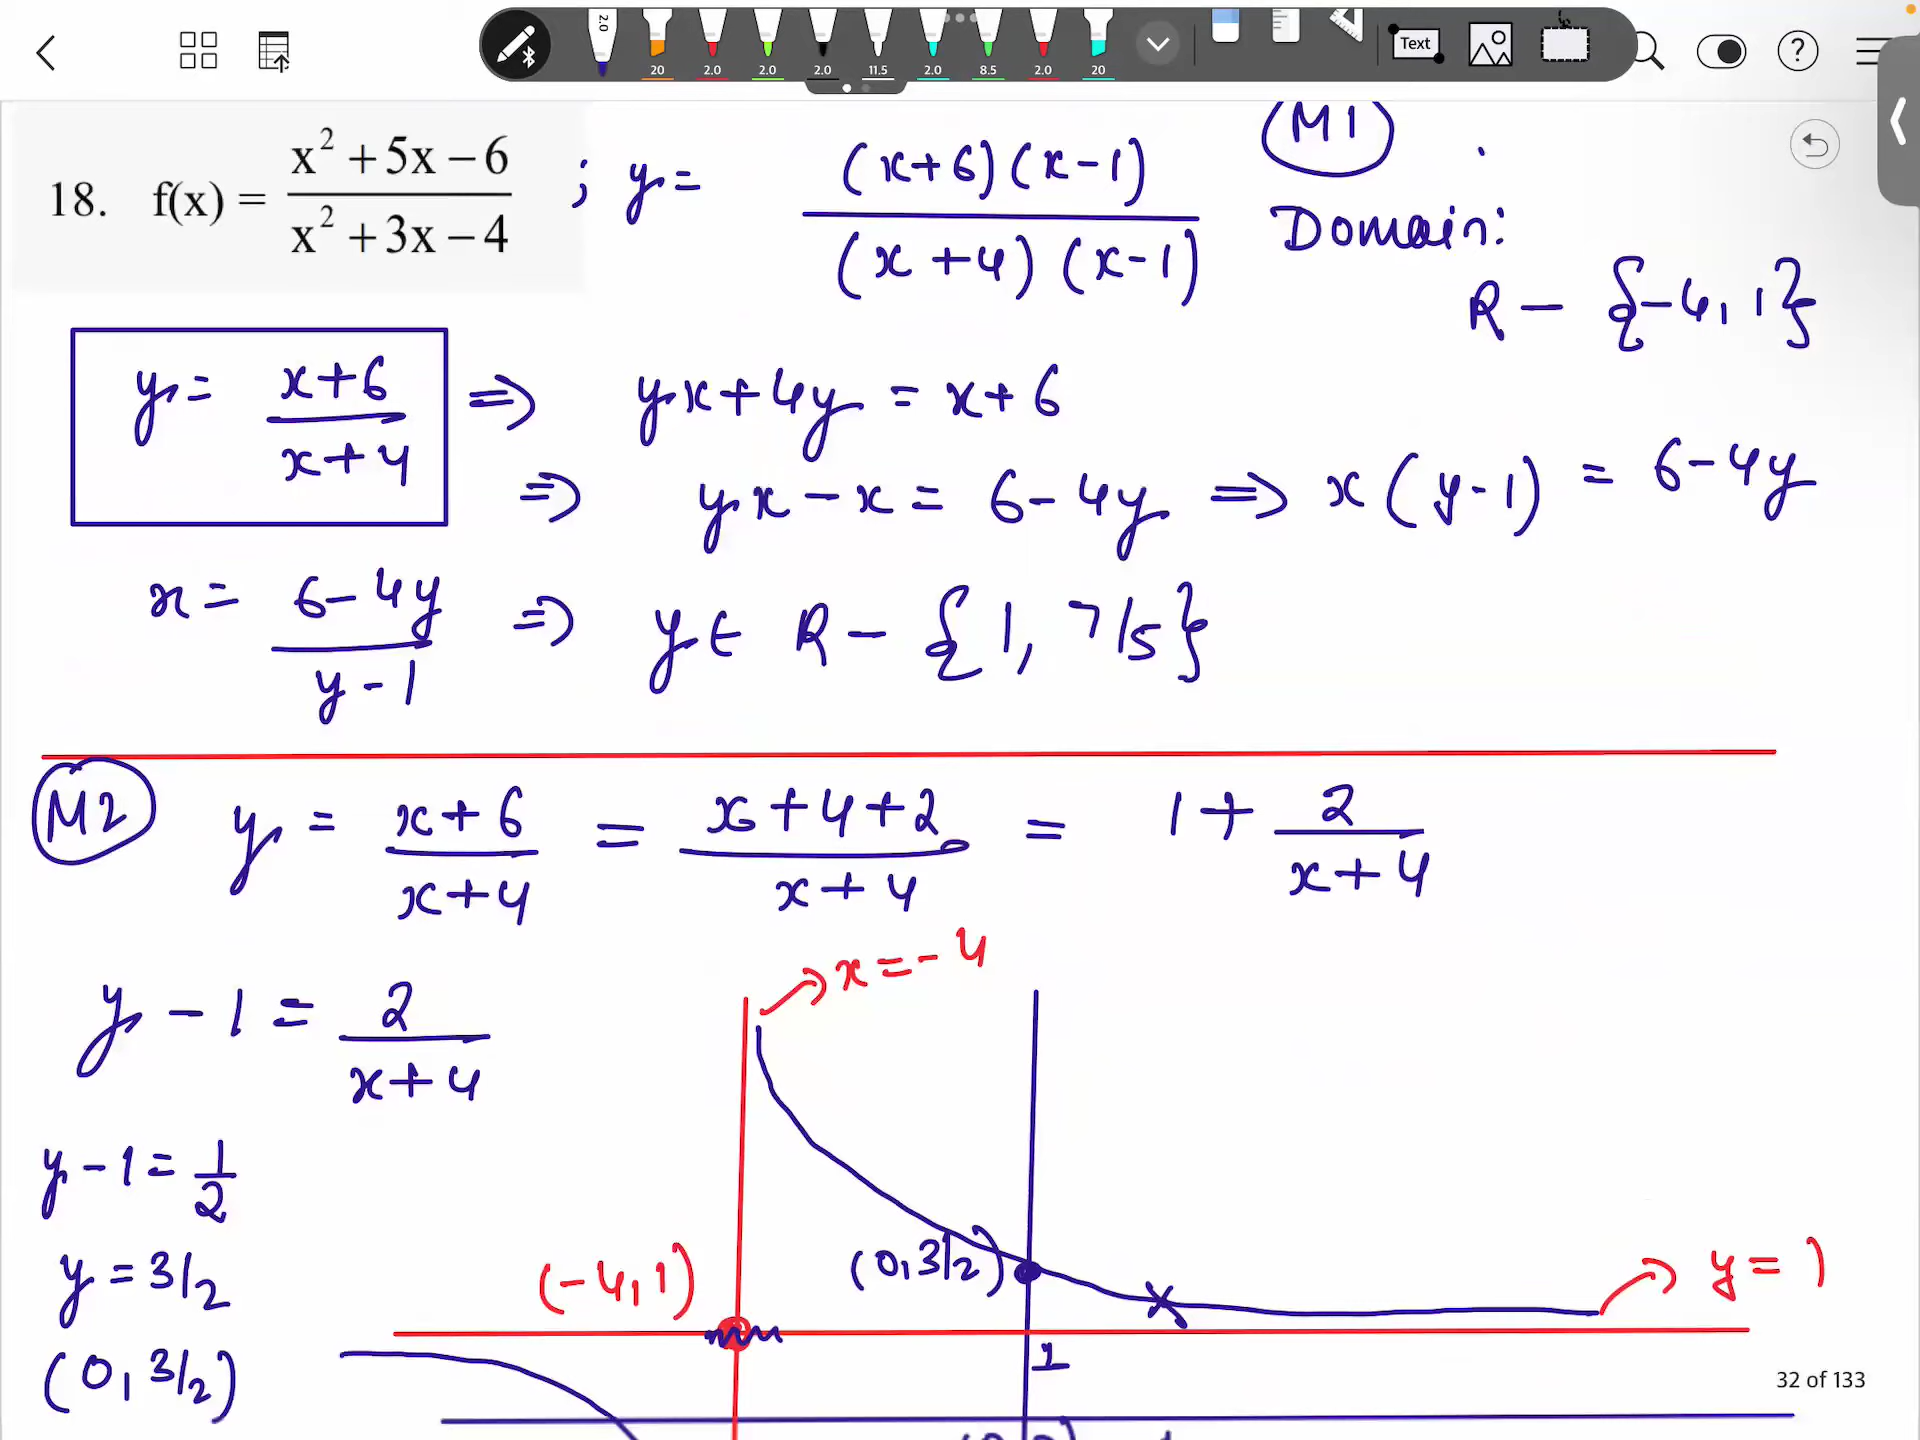 2.0
20 2.0 2.0 2.0 11.5 2.0 8.5 2.0 20
Text
?
M1
18. f(x) = (x² + 5x − 6)/(x² + 3x − 4) ; y = (x+6)(x−1)/(x+4)(x−1)
Domain:
R − {−4, 1}
y = (x+6)/(x+4) ⇒ yx + 4y = x + 6
⇒ yx − x = 6 − 4y ⇒ x(y−1) = 6 − 4y
x = (6−4y)/(y−1) ⇒ y ∈ R − {1, 7/5}
M2 y = (x+6)/(x+4) = (x+4+2)/(x+4) = 1 + 2/(x+4)
y − 1 = 2/(x+4)
x = −4
y − 1 = 1/2
y = 3/2
(0, 3/2)
(−4, 1)
(0, 3/2)
y = 1
1
32 of 133